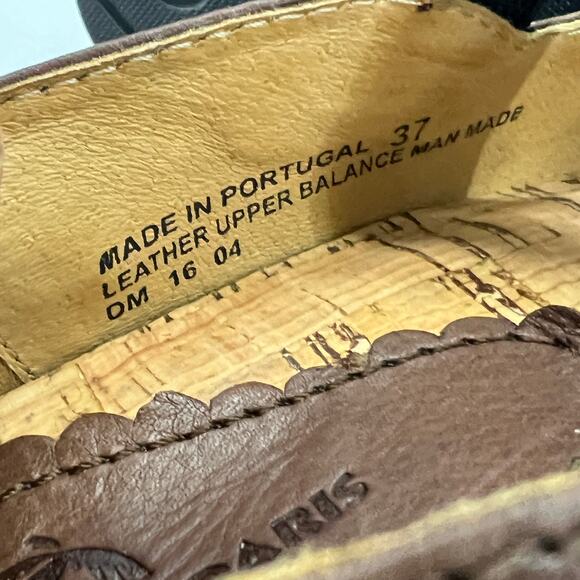 MADE IN PORTUGAL 37
LEATHER UPPER BALANCE MAN MADE
DM 16 04